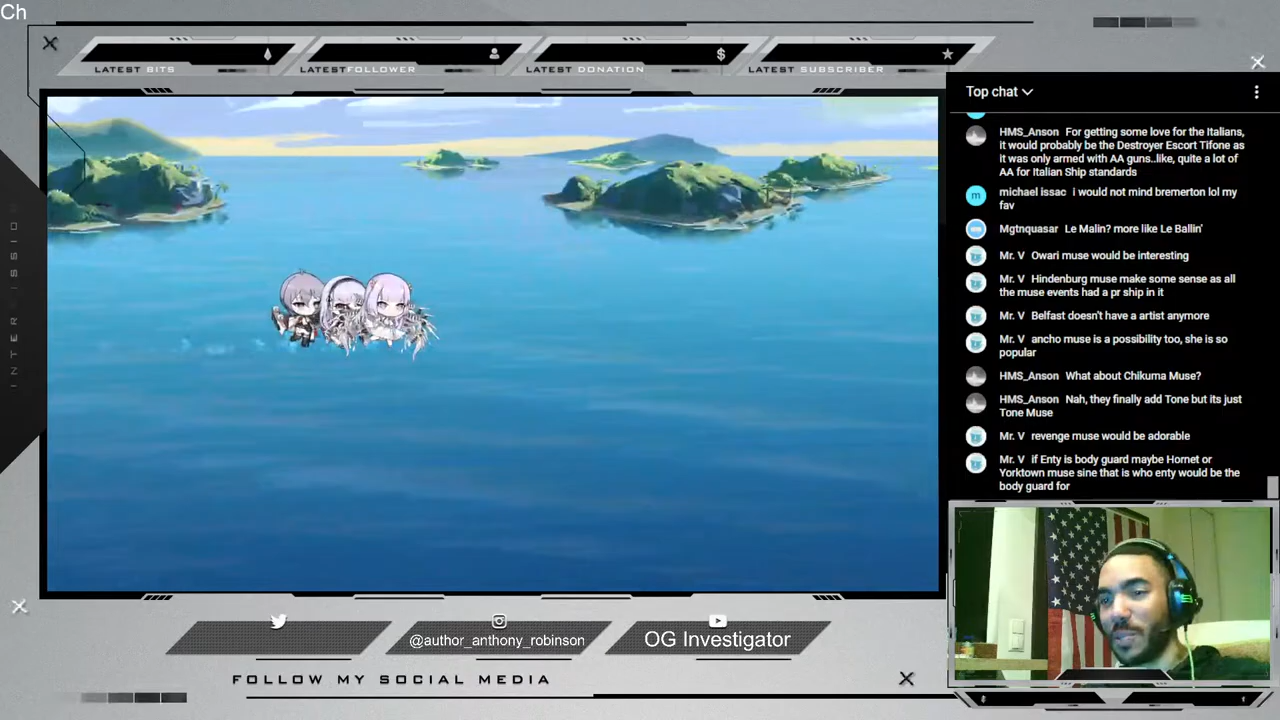 Ch
LATEST BITS
LATEST FOLLOWER
LATEST DONATION
LATEST SUBSCRIBER
Top chat
HMS_Anson For getting some love for the Italians,
it would probably be the Destroyer Escort Tifone as
it was only armed with AA guns..like, quite a lot of
AA for Italian Ship standards
michael issac i would not mind bremerton lol my
fav
Mgtnquasar Le Malin? more like Le Ballin'
Mr. V Owari muse would be interesting
Mr. V Hindenburg muse make some sense as all
the muse events had a pr ship in it
Mr. V Belfast doesn't have a artist anymore
Mr. V ancho muse is a possibility too, she is so
popular
HMS_Anson What about Chikuma Muse?
HMS_Anson Nah, they finally add Tone but its just
Tone Muse
Mr. V revenge muse would be adorable
Mr. V if Enty is body guard maybe Hornet or
Yorktown muse sine that is who enty would be the
body guard for
INTERMISSIO
@author_anthony_robinson
OG Investigator
FOLLOW MY SOCIAL MEDIA